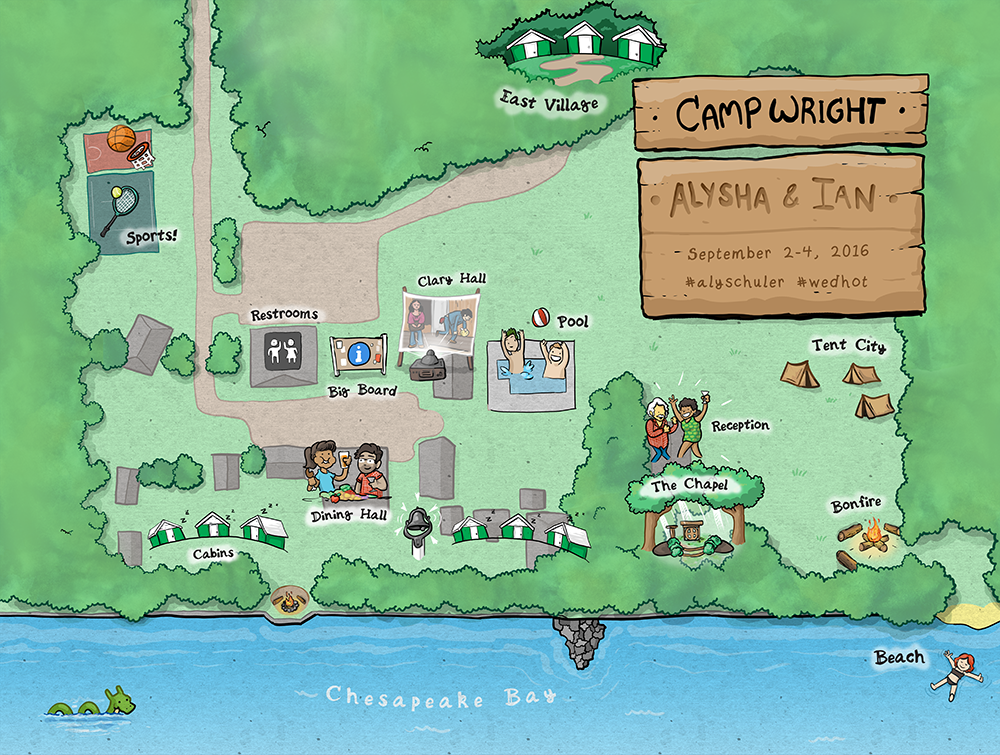 East Village
CAMP WRIGHT
ALYSHA & IAN
September 2-4, 2016
#alyschuler #wedhot
Sports!
Clary Hall
Restrooms
Pool
i
Big Board
Tent City
Reception
The Chapel
Dining Hall
Bonfire
z z z
z z z
z z z
z z
z z z
Cabins
Beach
Chesapeake Bay